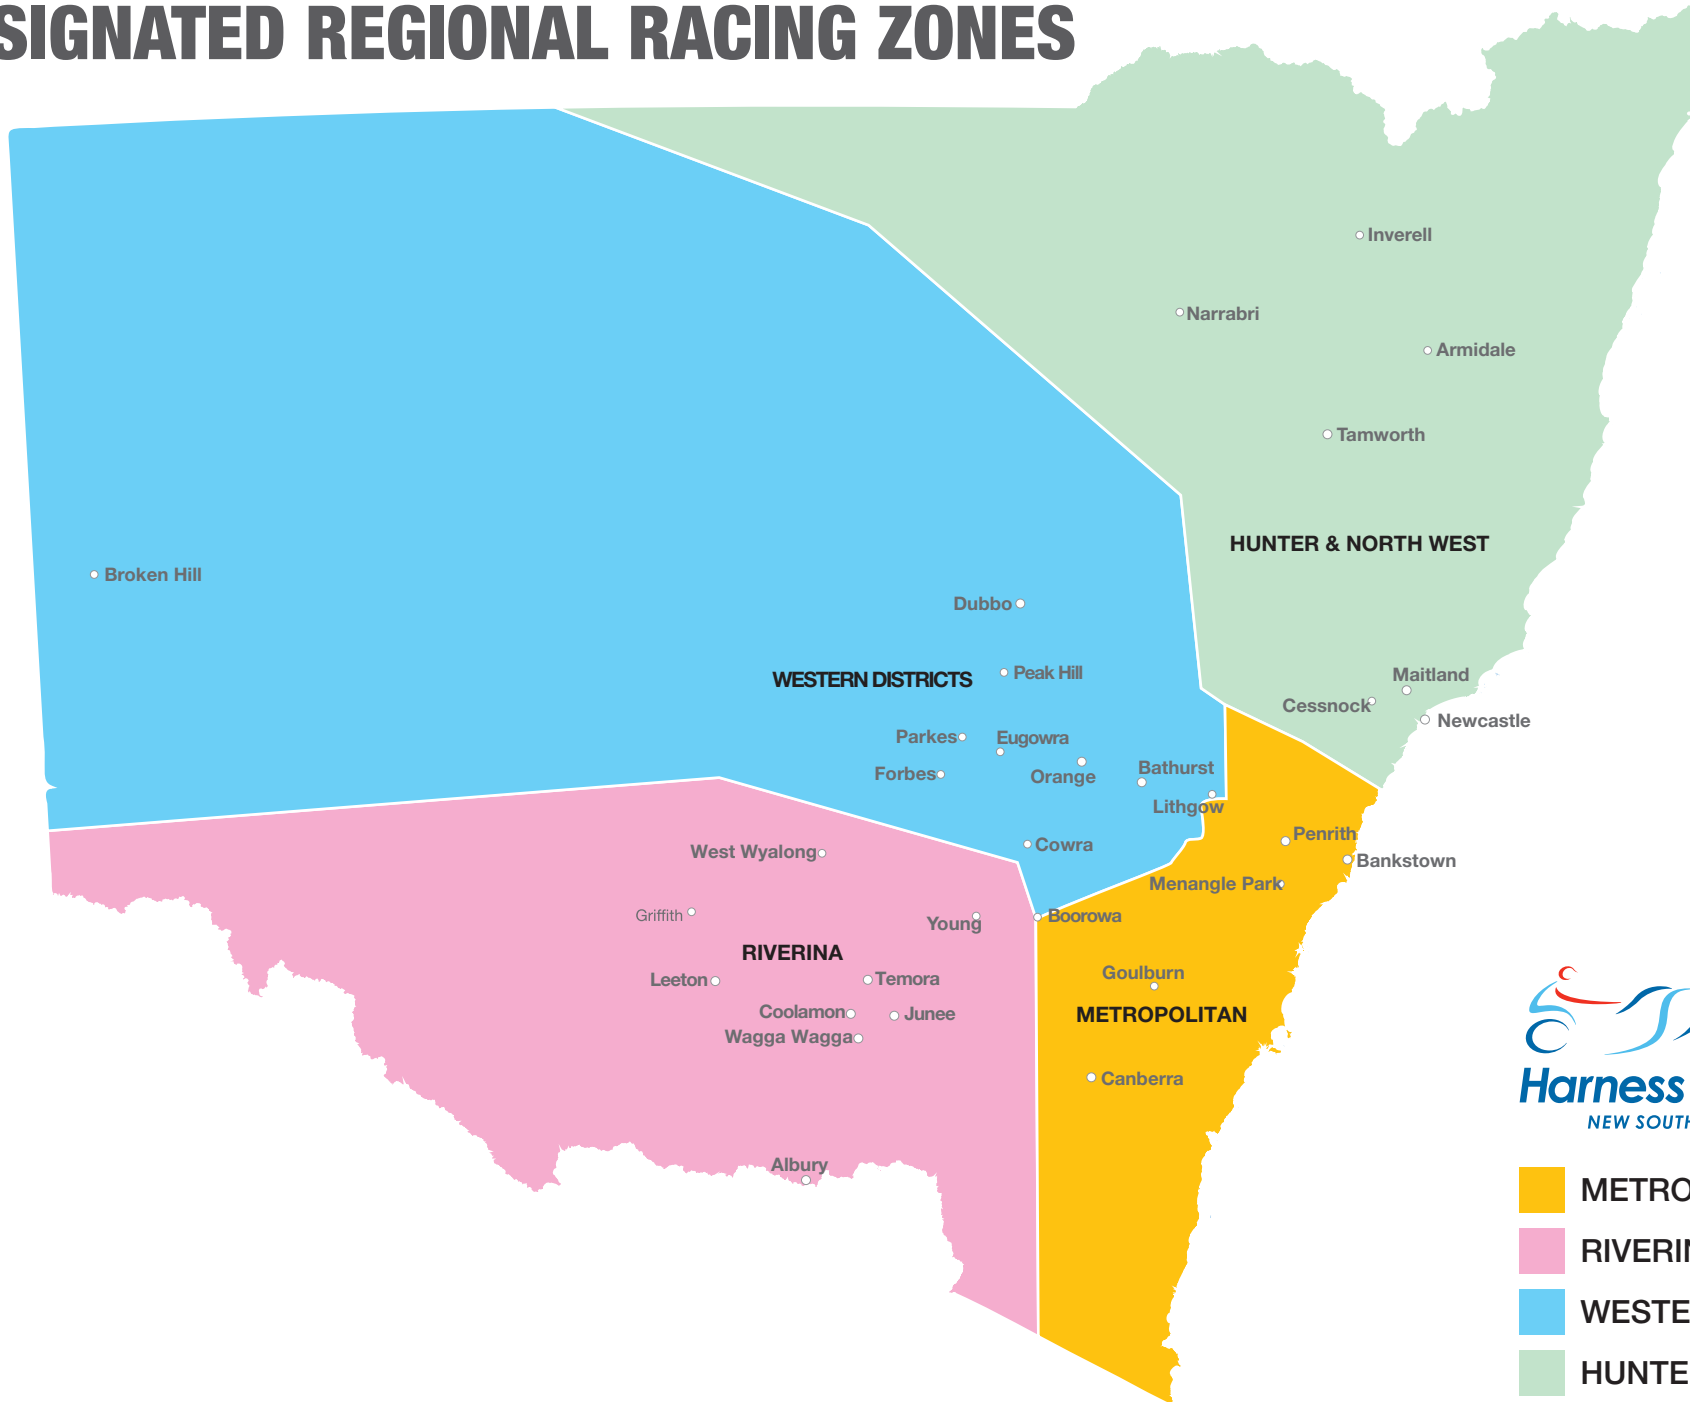 SIGNATED REGIONAL RACING ZONES
Inverell
Narrabri
Armidale
Tamworth
HUNTER & NORTH WEST
Broken Hill
Dubbo
Peak Hill
WESTERN DISTRICTS
Maitland
Cessnock
Newcastle
Parkes
Eugowra
Forbes
Orange
Bathurst
Lithgow
Penrith
Cowra
West Wyalong
Bankstown
Menangle Park
Griffith
Young
Boorowa
RIVERINA
Goulburn
Leeton
Temora
Coolamon
Junee
METROPOLITAN
Wagga Wagga
Canberra
Albury
Harness
NEW SOUTH
METRO
RIVERIN
WESTE
HUNTE